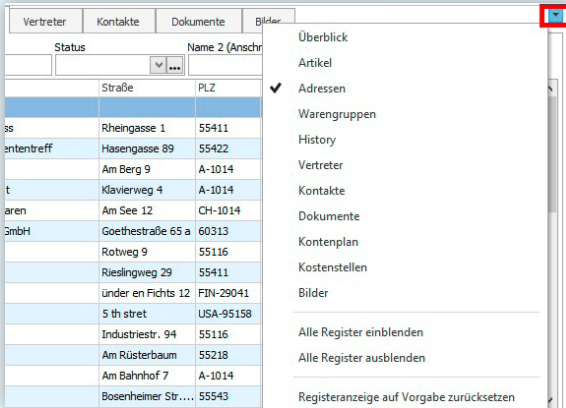 Vertreter Kontakte Dokumente Bilder
Status Name 2 (Anschr
...
Straße PLZ
ss Rheingasse 1 55411
ententreff Hasengasse 89 55422
Am Berg 9 A-1014
t Klavierweg 4 A-1014
aren Am See 12 CH-1014
GmbH Goethestraße 65 a 60313
Rotweg 9 55116
Rieslingweg 29 55411
ünder en Fichts 12 FIN-29041
5 th stret USA-95158
Industriestr. 94 55116
Am Rüsterbaum 55218
Am Bahnhof 7 A-1014
Bosenheimer Str.... 55543
Überblick
Artikel
Adressen
Warengruppen
History
Vertreter
Kontakte
Dokumente
Kontenplan
Kostenstellen
Bilder
Alle Register einblenden
Alle Register ausblenden
Registeranzeige auf Vorgabe zurücksetzen